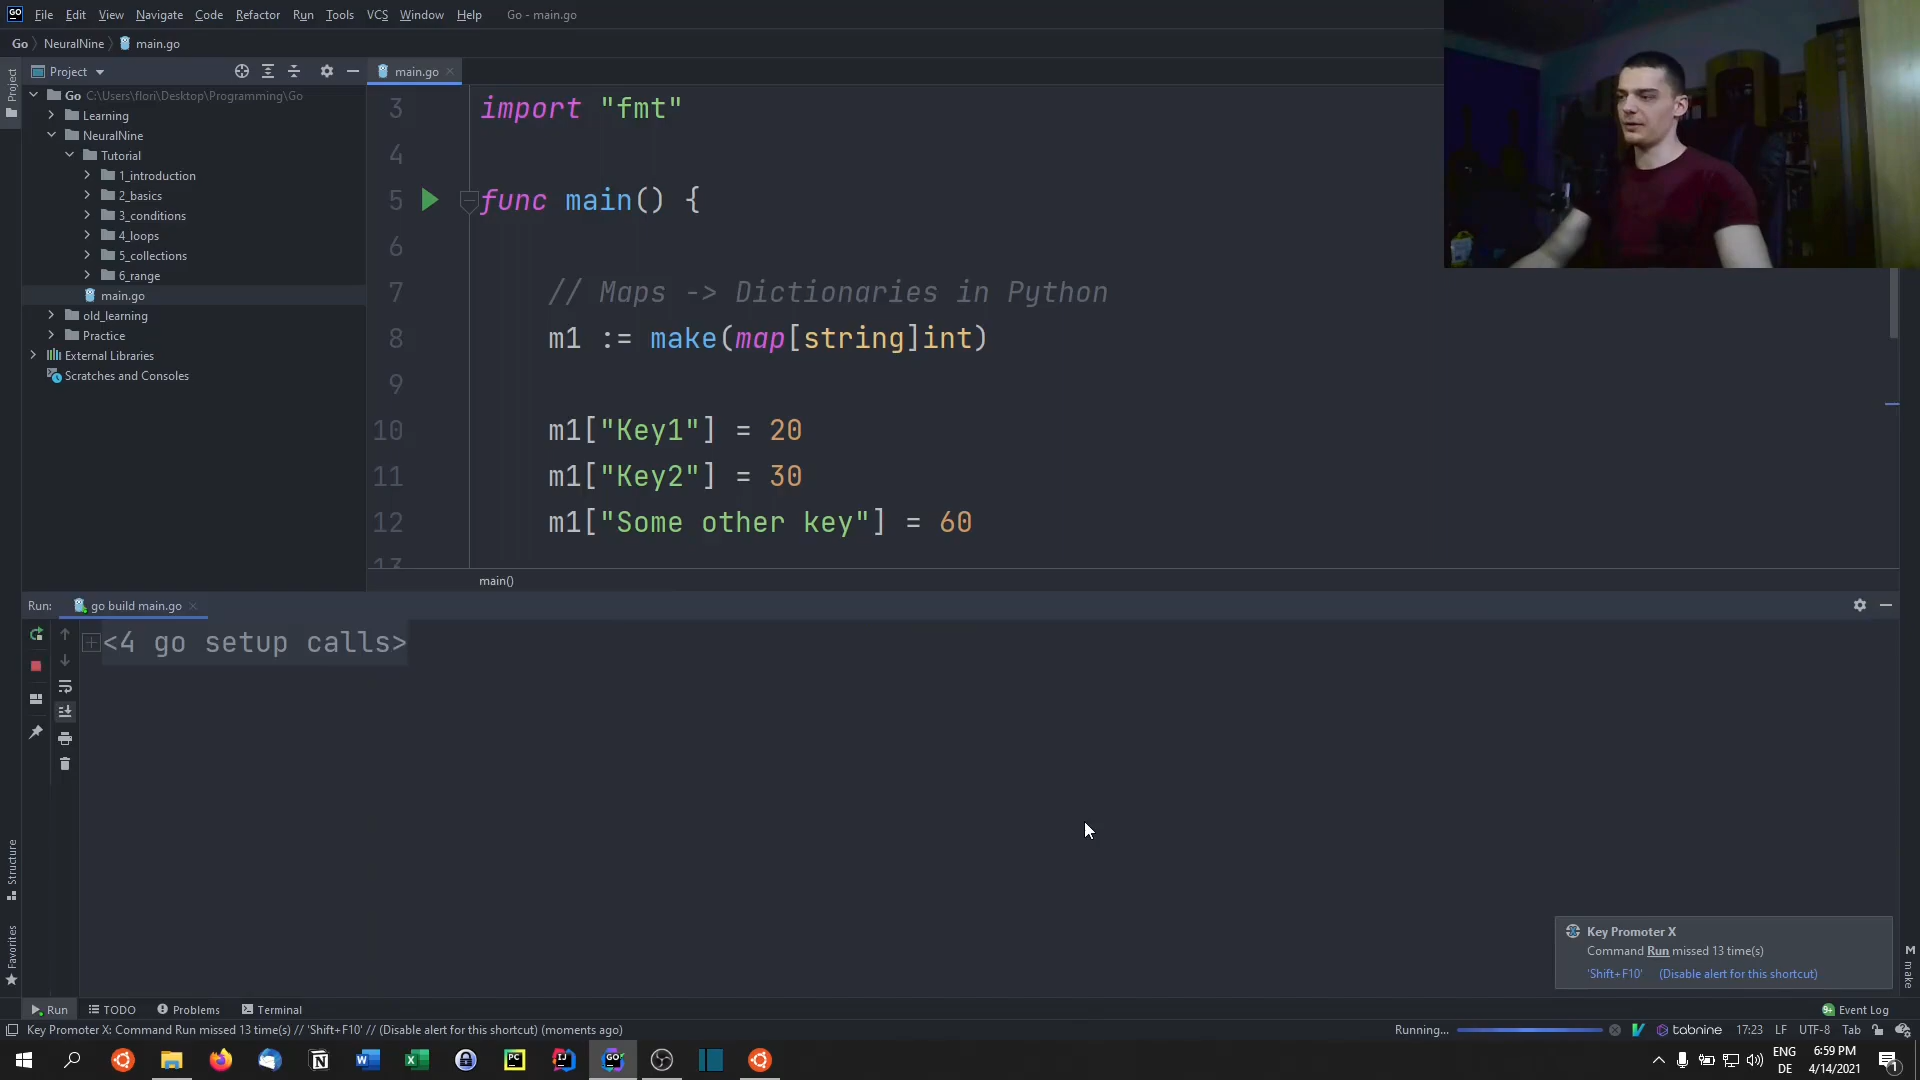 GO File Edit View Navigate Code Refactor Run Tools VCS Window Help Go - main.go
Go NeuralNine main.go
Project
main.go
Project
Go C:\Users\flori\Desktop\Programming\Go
Learning
NeuralNine
Tutorial
1_introduction
2_basics
3_conditions
4_loops
5_collections
6_range
main.go
old_learning
Practice
External Libraries
Scratches and Consoles
3 import "fmt"
4
5 func main() {
6
7 // Maps -> Dictionaries in Python
8 m1 := make(map[string]int)
9
10 m1["Key1"] = 20
11 m1["Key2"] = 30
12 m1["Some other key"] = 60
13
main()
Run: go build main.go
<4 go setup calls>
Structure
Favorites
make
Key Promoter X
Command Run missed 13 time(s)
'Shift+F10' (Disable alert for this shortcut)
Run TODO Problems Terminal Event Log
Key Promoter X: Command Run missed 13 time(s) // 'Shift+F10' // (Disable alert for this shortcut) (moments ago) Running... tabnine 17:23 LF UTF-8 Tab
ENG
DE
6:59 PM
4/14/2021